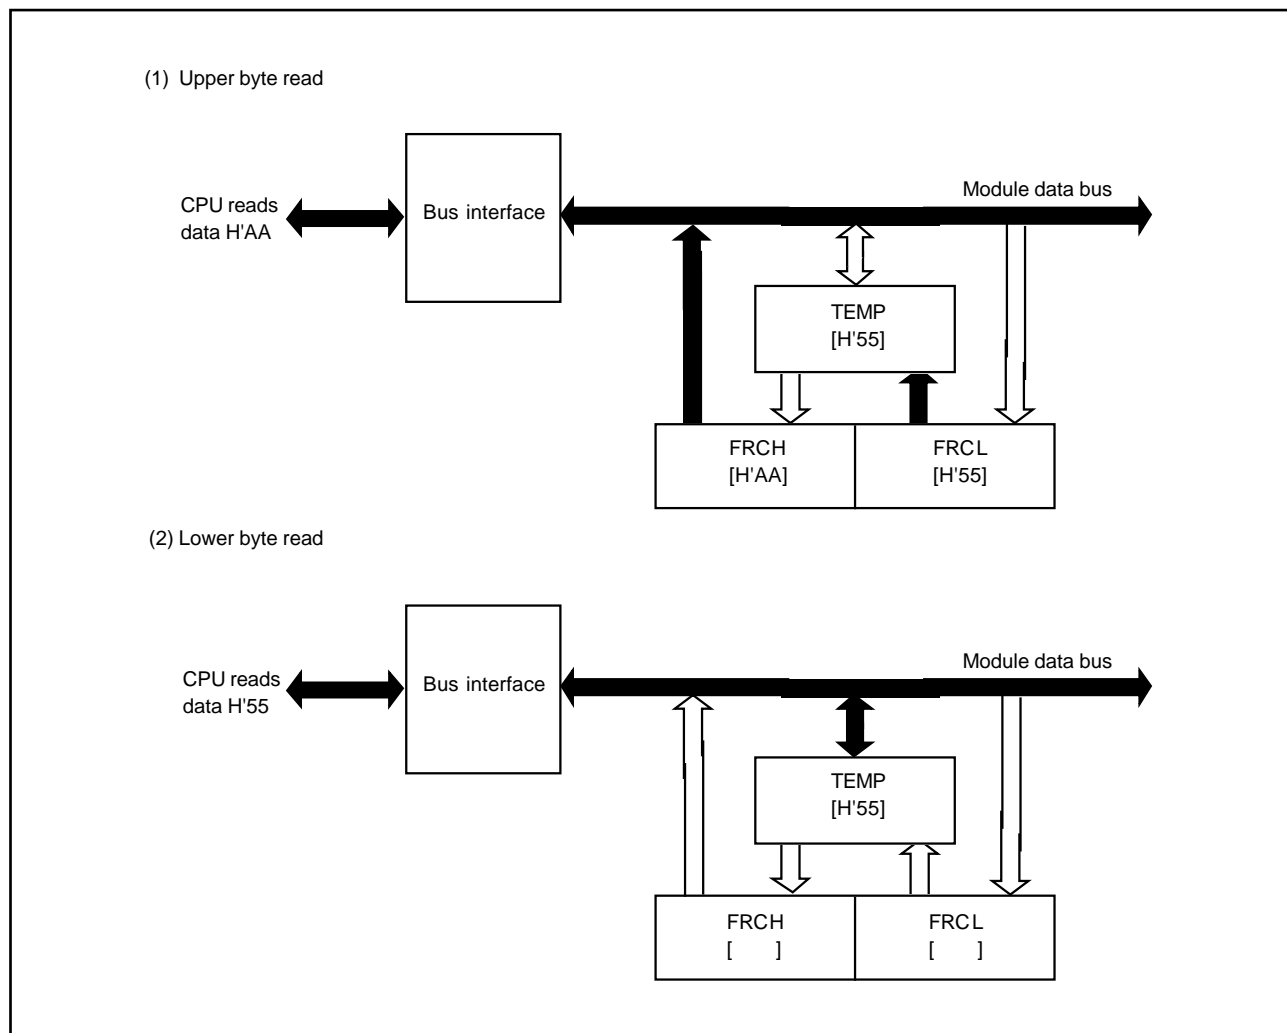 (1) Upper byte read
CPU reads
data H'AA
Bus interface
Module data bus
TEMP
[H'55]
FRCH
[H'AA]
FRCL
[H'55]
(2) Lower byte read
CPU reads
data H'55
Bus interface
Module data bus
TEMP
[H'55]
FRCH
[ ]
FRCL
[ ]